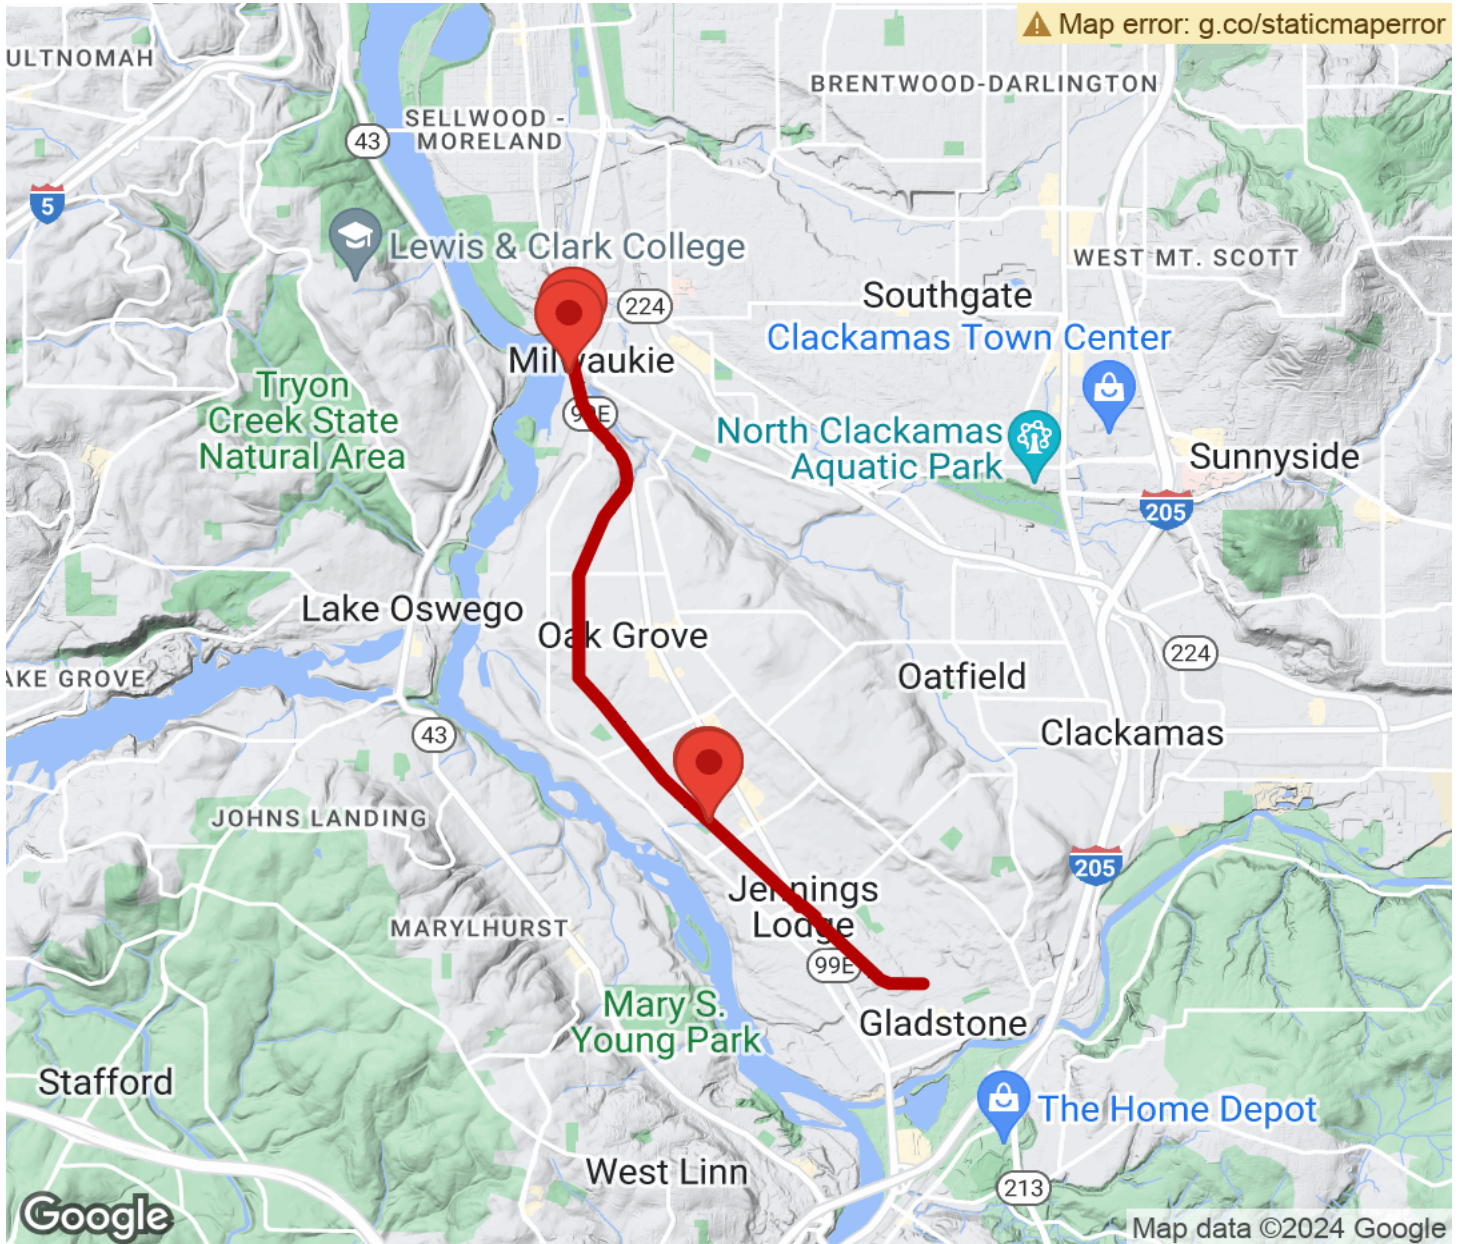 Map error: g.co/staticmaperror
ULTNOMAH
BRENTWOOD-DARLINGTON
SELLWOOD -
MORELAND
43
5
Lewis & Clark College
WEST MT. SCOTT
224
Southgate
Clackamas Town Center
Milwaukie
Tryon
Creek State
Natural Area
99E
North Clackamas
Aquatic Park
Sunnyside
205
Lake Oswego
Oak Grove
224
AKE GROVE
Oatfield
43
Clackamas
JOHNS LANDING
205
Jennings
Lodge
MARYLHURST
99E
Mary S.
Young Park
Gladstone
Stafford
The Home Depot
West Linn
213
Google
Map data ©2024 Google